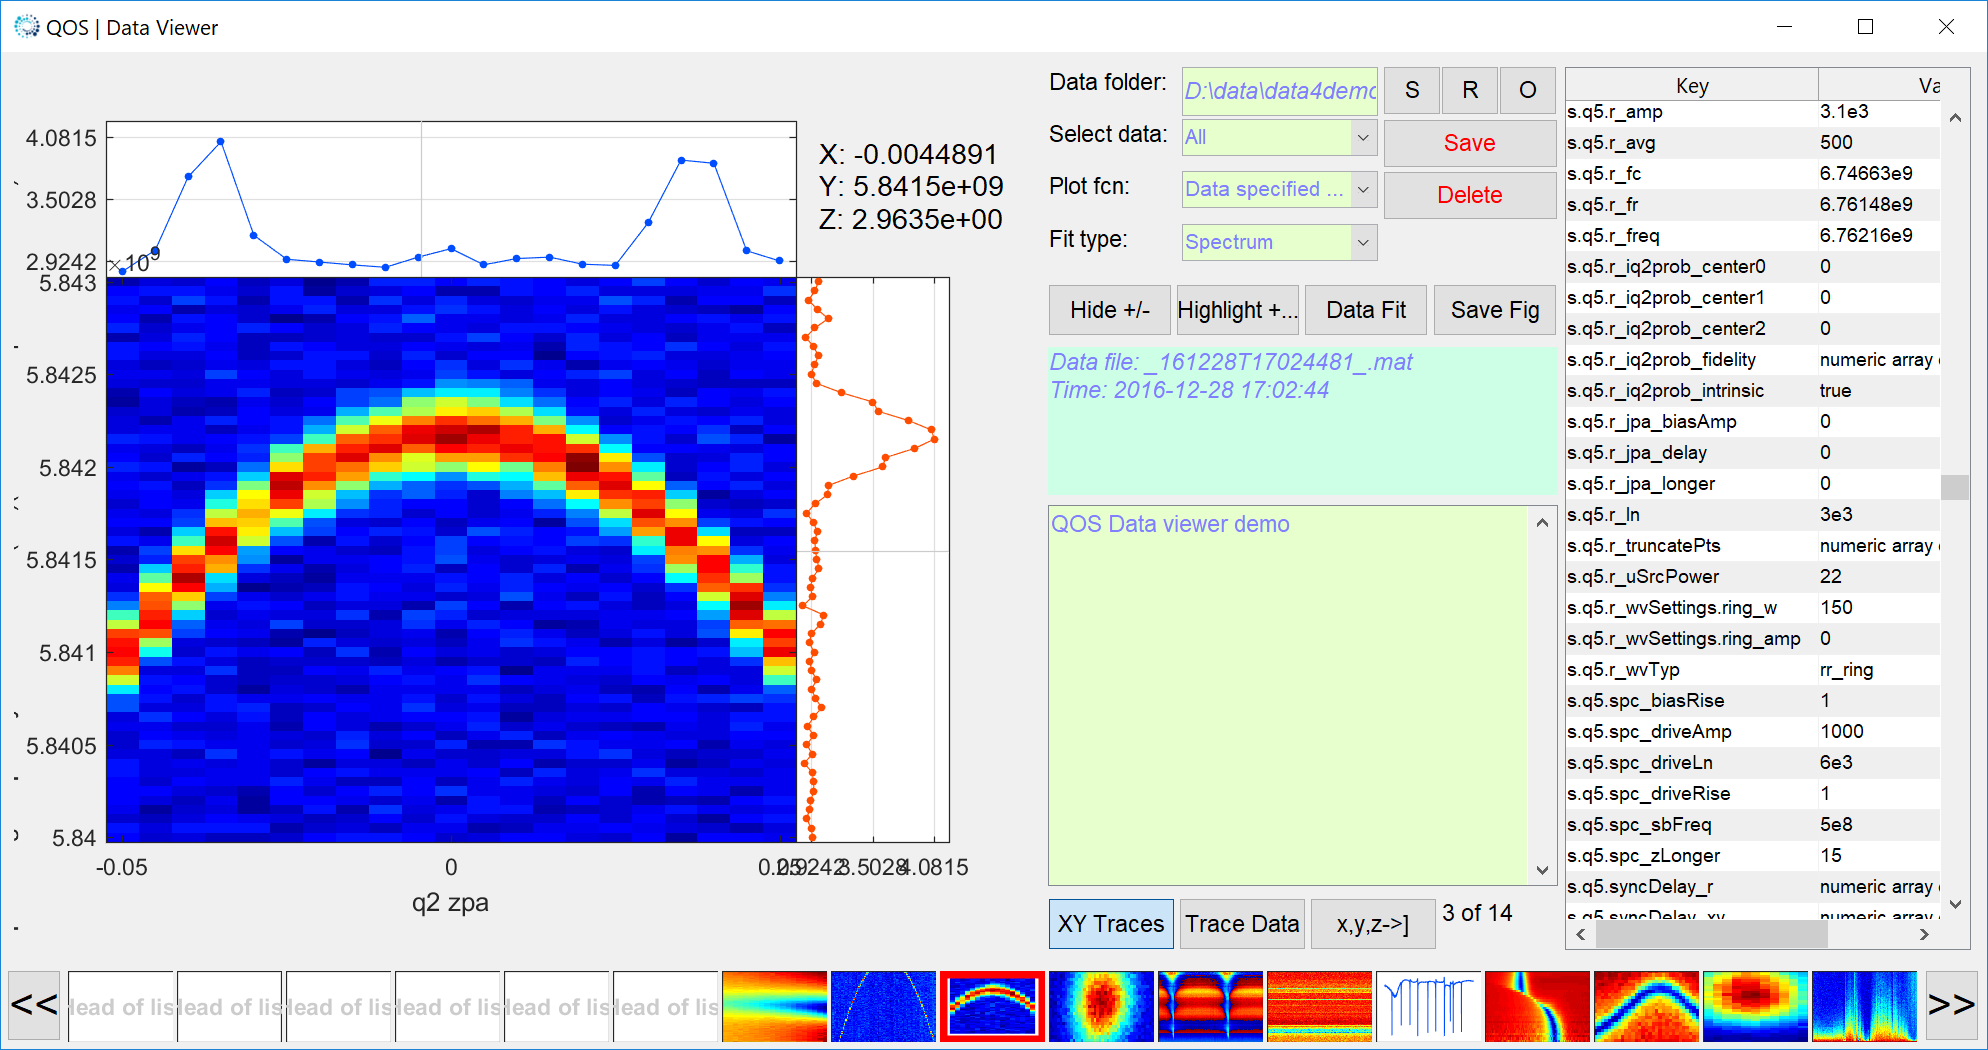 QOS | Data Viewer
Data folder:
D:\data\data4demo
S
R
O
Select data:
All
Save
Plot fcn:
Data specified ...
Delete
Fit type:
Spectrum
X: -0.0044891
Y: 5.8415e+09
Z: 2.9635e+00
4.0815
3.5028
2.9242
×10⁹
5.843
5.8425
5.842
5.8415
5.841
5.8405
5.84
-0.05
0
0.05
2.9242
3.5028
4.0815
q2 zpa
Hide +/-
Highlight +...
Data Fit
Save Fig
Data file: _161228T17024481_.mat
Time: 2016-12-28 17:02:44
QOS Data viewer demo
XY Traces
Trace Data
x,y,z->]
3 of 14
Key Va
s.q5.r_amp 3.1e3
s.q5.r_avg 500
s.q5.r_fc 6.74663e9
s.q5.r_fr 6.76148e9
s.q5.r_freq 6.76216e9
s.q5.r_iq2prob_center0 0
s.q5.r_iq2prob_center1 0
s.q5.r_iq2prob_center2 0
s.q5.r_iq2prob_fidelity numeric array
s.q5.r_iq2prob_intrinsic true
s.q5.r_jpa_biasAmp 0
s.q5.r_jpa_delay 0
s.q5.r_jpa_longer 0
s.q5.r_ln 3e3
s.q5.r_truncatePts numeric array
s.q5.r_uSrcPower 22
s.q5.r_wvSettings.ring_w 150
s.q5.r_wvSettings.ring_amp 0
s.q5.r_wvTyp rr_ring
s.q5.spc_biasRise 1
s.q5.spc_driveAmp 1000
s.q5.spc_driveLn 6e3
s.q5.spc_driveRise 1
s.q5.spc_sbFreq 5e8
s.q5.spc_zLonger 15
s.q5.syncDelay_r numeric array
s.q5.syncDelay_xy numeric array
<<
lead of lis
lead of lis
lead of lis
lead of lis
lead of lis
lead of lis
>>